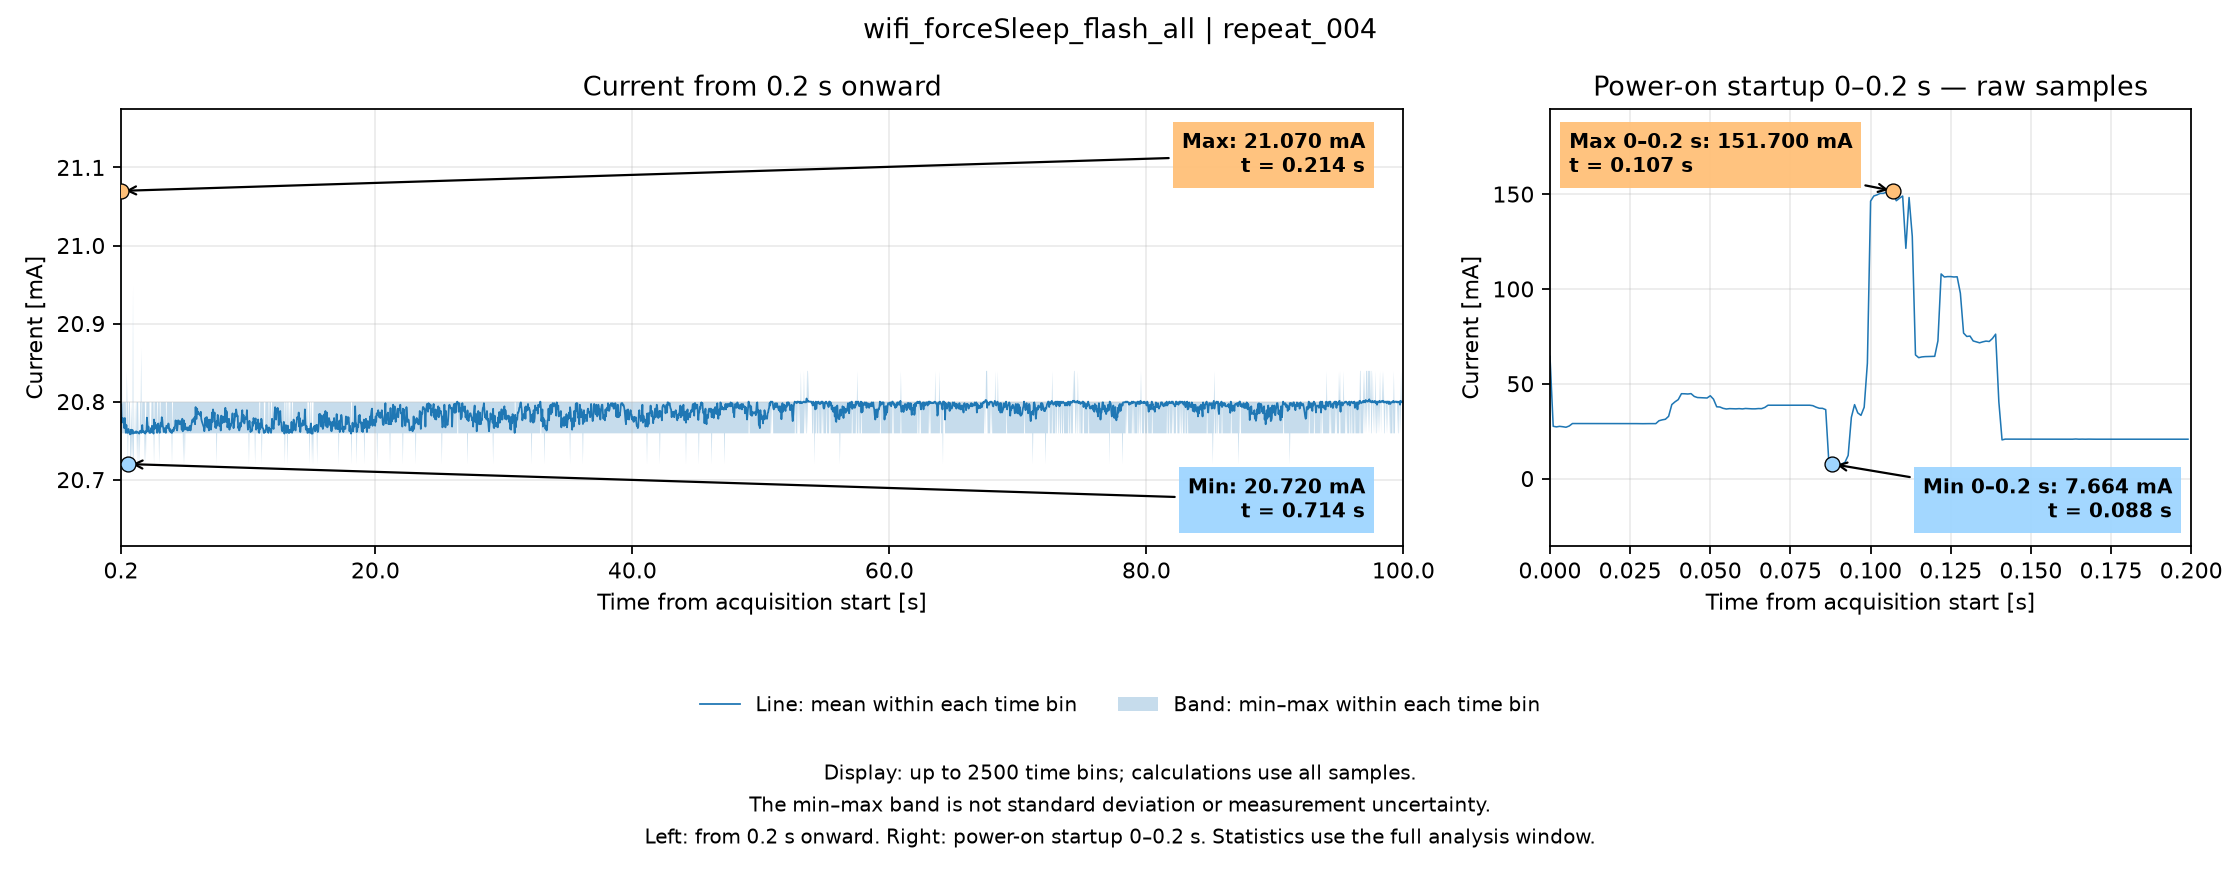 wifi_forceSleep_flash_all | repeat_004
Current from 0.2 s onward
Max: 21.070 mA
t = 0.214 s
Min: 20.720 mA
t = 0.714 s
Current [mA]
21.1
21.0
20.9
20.8
20.7
0.2 20.0 40.0 60.0 80.0 100.0
Time from acquisition start [s]
Power-on startup 0–0.2 s — raw samples
Max 0–0.2 s: 151.700 mA
t = 0.107 s
Min 0–0.2 s: 7.664 mA
t = 0.088 s
Current [mA]
150
100
50
0
0.000 0.025 0.050 0.075 0.100 0.125 0.150 0.175 0.200
Time from acquisition start [s]
Line: mean within each time bin
Band: min–max within each time bin
Display: up to 2500 time bins; calculations use all samples.
The min–max band is not standard deviation or measurement uncertainty.
Left: from 0.2 s onward. Right: power-on startup 0–0.2 s. Statistics use the full analysis window.